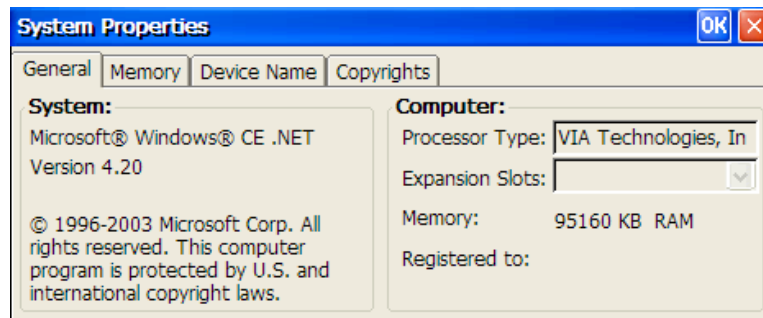 System Properties OK
General Memory Device Name Copyrights
System:
Microsoft® Windows® CE .NET
Version 4.20
© 1996-2003 Microsoft Corp. All
rights reserved. This computer
program is protected by U.S. and
international copyright laws.
Computer:
Processor Type: VIA Technologies, In
Expansion Slots:
Memory: 95160 KB RAM
Registered to: